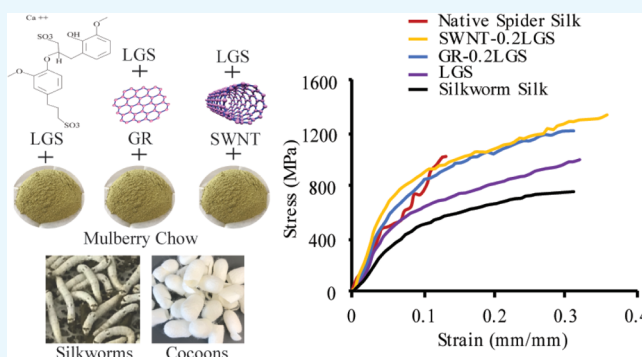 Ca ++
SO3
OH
O
H
O
O
SO3
LGS
+
LGS
+
LGS
GR
SWNT
+
+
+
Mulberry Chow
Silkworms
Cocoons
Native Spider Silk
SWNT-0.2LGS
GR-0.2LGS
LGS
Silkworm Silk
Stress (MPa)
1600
1200
800
400
0
0
0.1
0.2
0.3
0.4
Strain (mm/mm)